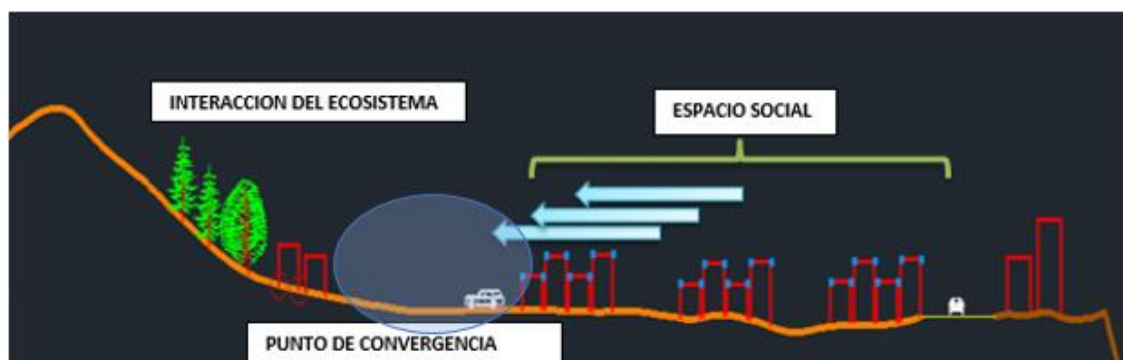 INTERACCION DEL ECOSISTEMA
ESPACIO SOCIAL
PUNTO DE CONVERGENCIA